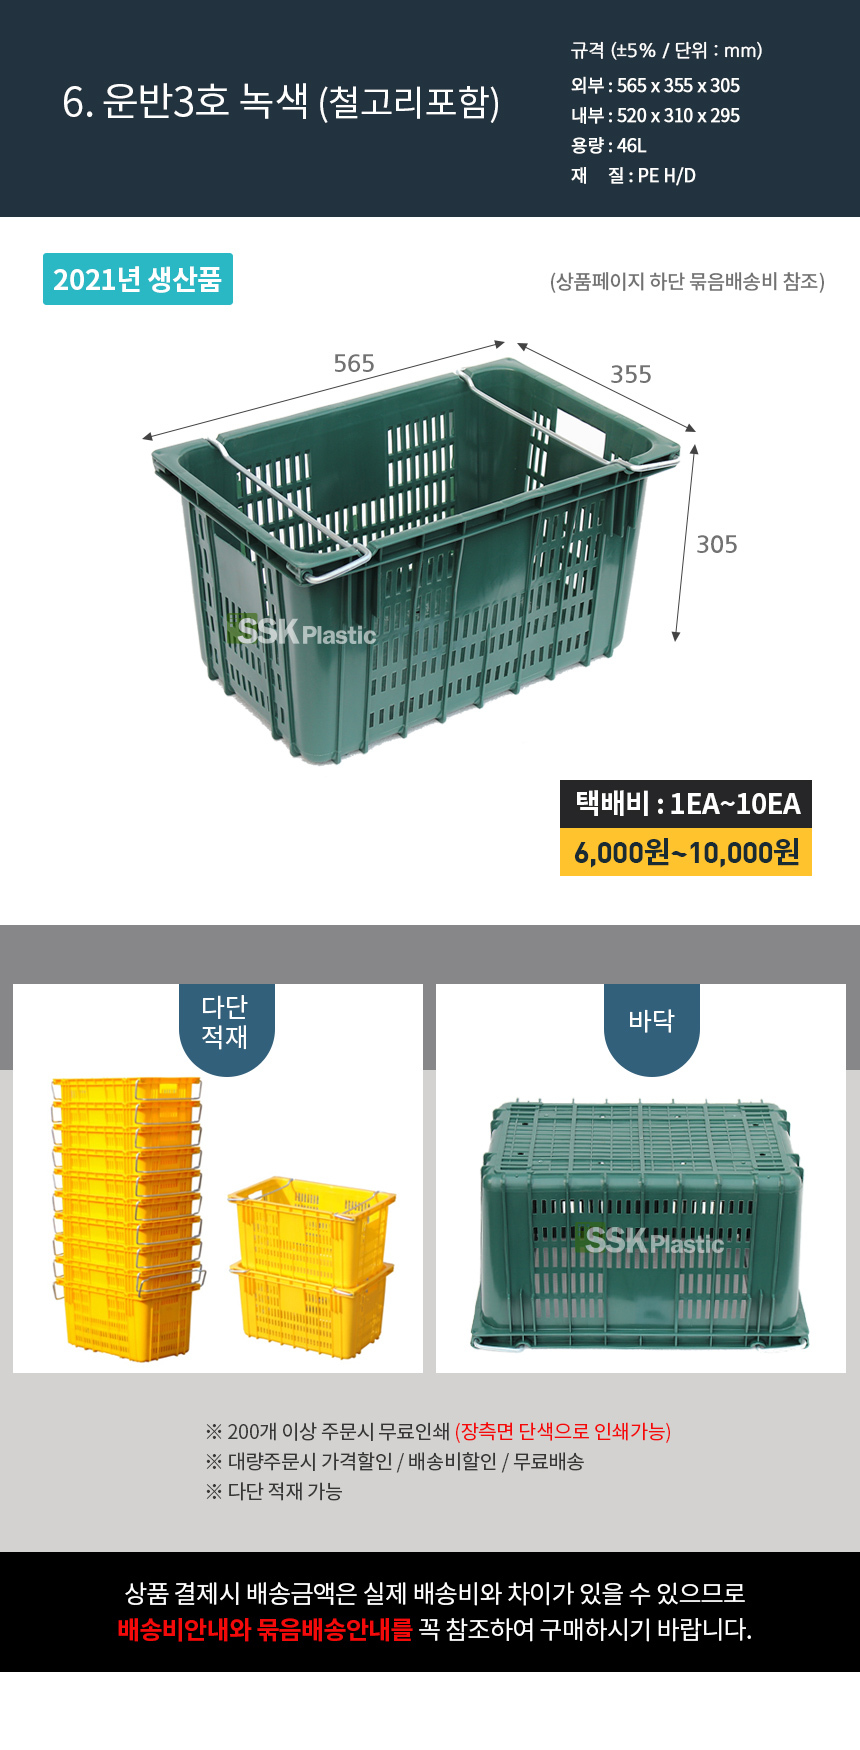 6. 운반3호 녹색 (철고리포함)
규격 (±5% / 단위 : mm)
외부 : 565 x 355 x 305
내부 : 520 x 310 x 295
용량 : 46L
재 질 : PE H/D
2021년 생산품
(상품페이지 하단 묶음배송비 참조)
565
355
305
SSK Plastic
택배비 : 1EA~10EA
6,000원~10,000원
다단
적재
바닥
SSK Plastic
※ 200개 이상 주문시 무료인쇄 (장측면 단색으로 인쇄가능)
※ 대량주문시 가격할인 / 배송비할인 / 무료배송
※ 다단 적재 가능
상품 결제시 배송금액은 실제 배송비와 차이가 있을 수 있으므로
배송비안내와 묶음배송안내를 꼭 참조하여 구매하시기 바랍니다.